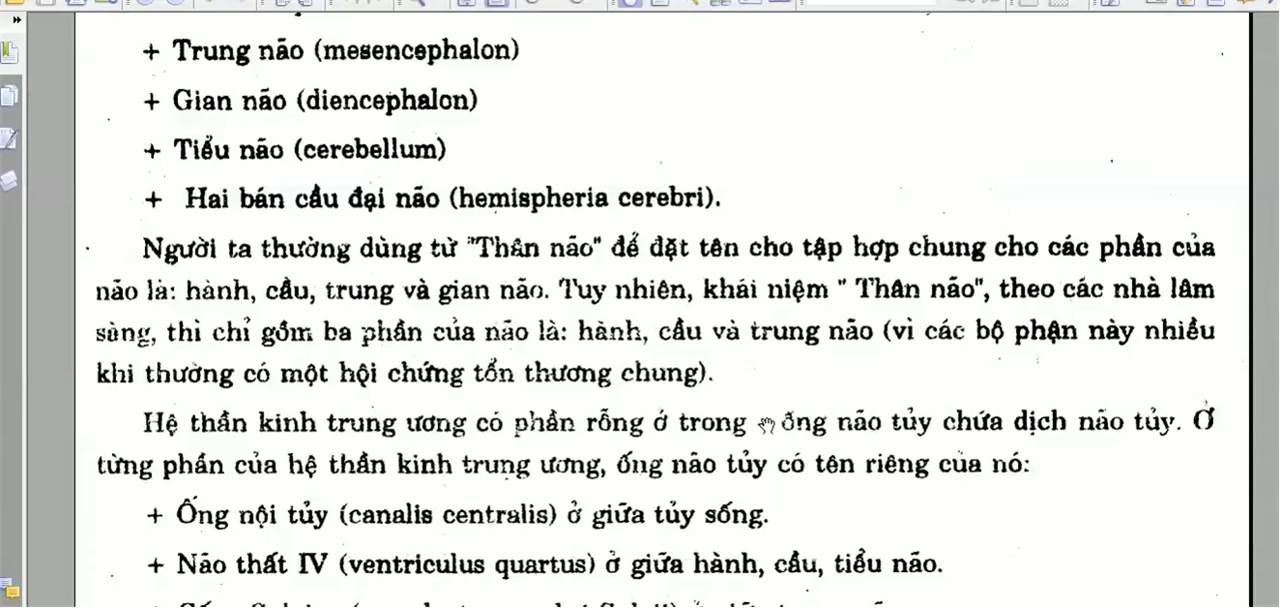 + Trung não (mesencephalon)
+ Gian não (diencephalon)
+ Tiểu não (cerebellum)
+ Hai bán cầu đại não (hemispheria cerebri).
Người ta thường dùng từ "Thân não" để đặt tên cho tập hợp chung cho các phần của
não là: hành, cầu, trung và gian não. Tuy nhiên, khái niệm " Thân não", theo các nhà lâm
sàng, thì chỉ gồm ba phần của não là: hành, cầu và trung não (vì các bộ phận này nhiều
khi thường có một hội chứng tổn thương chung).
Hệ thần kinh trung ương có phần rỗng ở trong ống não tủy chứa dịch não tủy. Ở
từng phần của hệ thần kinh trung ương, ống não tủy có tên riêng của nó:
+ Ống nội tủy (canalis centralis) ở giữa tủy sống.
+ Não thất IV (ventriculus quartus) ở giữa hành, cầu, tiểu não.